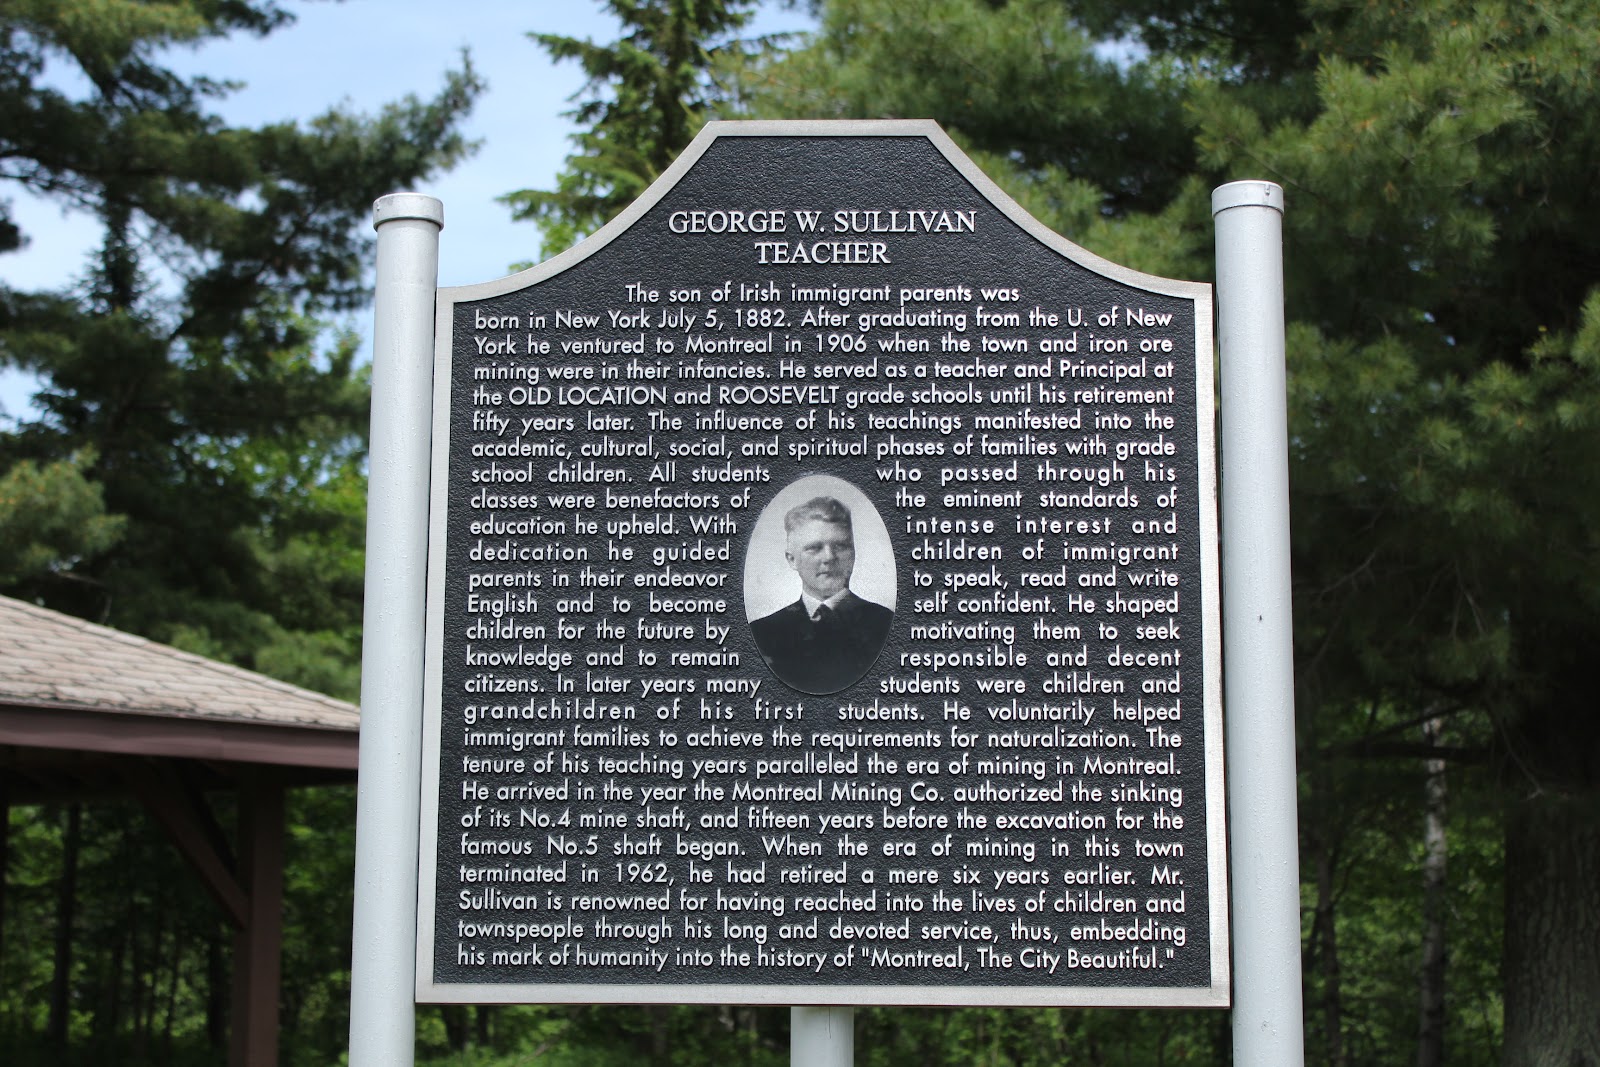 GEORGE W. SULLIVAN
TEACHER
The son of Irish immigrant parents was
born in New York July 5, 1882. After graduating from the U. of New
York he ventured to Montreal in 1906 when the town and iron ore
mining were in their infancies. He served as a teacher and Principal at
the OLD LOCATION and ROOSEVELT grade schools until his retirement
fifty years later. The influence of his teachings manifested into the
academic, cultural, social, and spiritual phases of families with grade
school children. All students who passed through his
classes were benefactors of the eminent standards of
education he upheld. With intense interest and
dedication he guided children of immigrant
parents in their endeavor to speak, read and write
English and to become self confident. He shaped
children for the future by motivating them to seek
knowledge and to remain responsible and decent
citizens. In later years many students were children and
grandchildren of his first students. He voluntarily helped
immigrant families to achieve the requirements for naturalization. The
tenure of his teaching years paralleled the era of mining in Montreal.
He arrived in the year the Montreal Mining Co. authorized the sinking
of its No.4 mine shaft, and fifteen years before the excavation for the
famous No.5 shaft began. When the era of mining in this town
terminated in 1962, he had retired a mere six years earlier. Mr.
Sullivan is renowned for having reached into the lives of children and
townspeople through his long and devoted service, thus, embedding
his mark of humanity into the history of "Montreal, The City Beautiful."